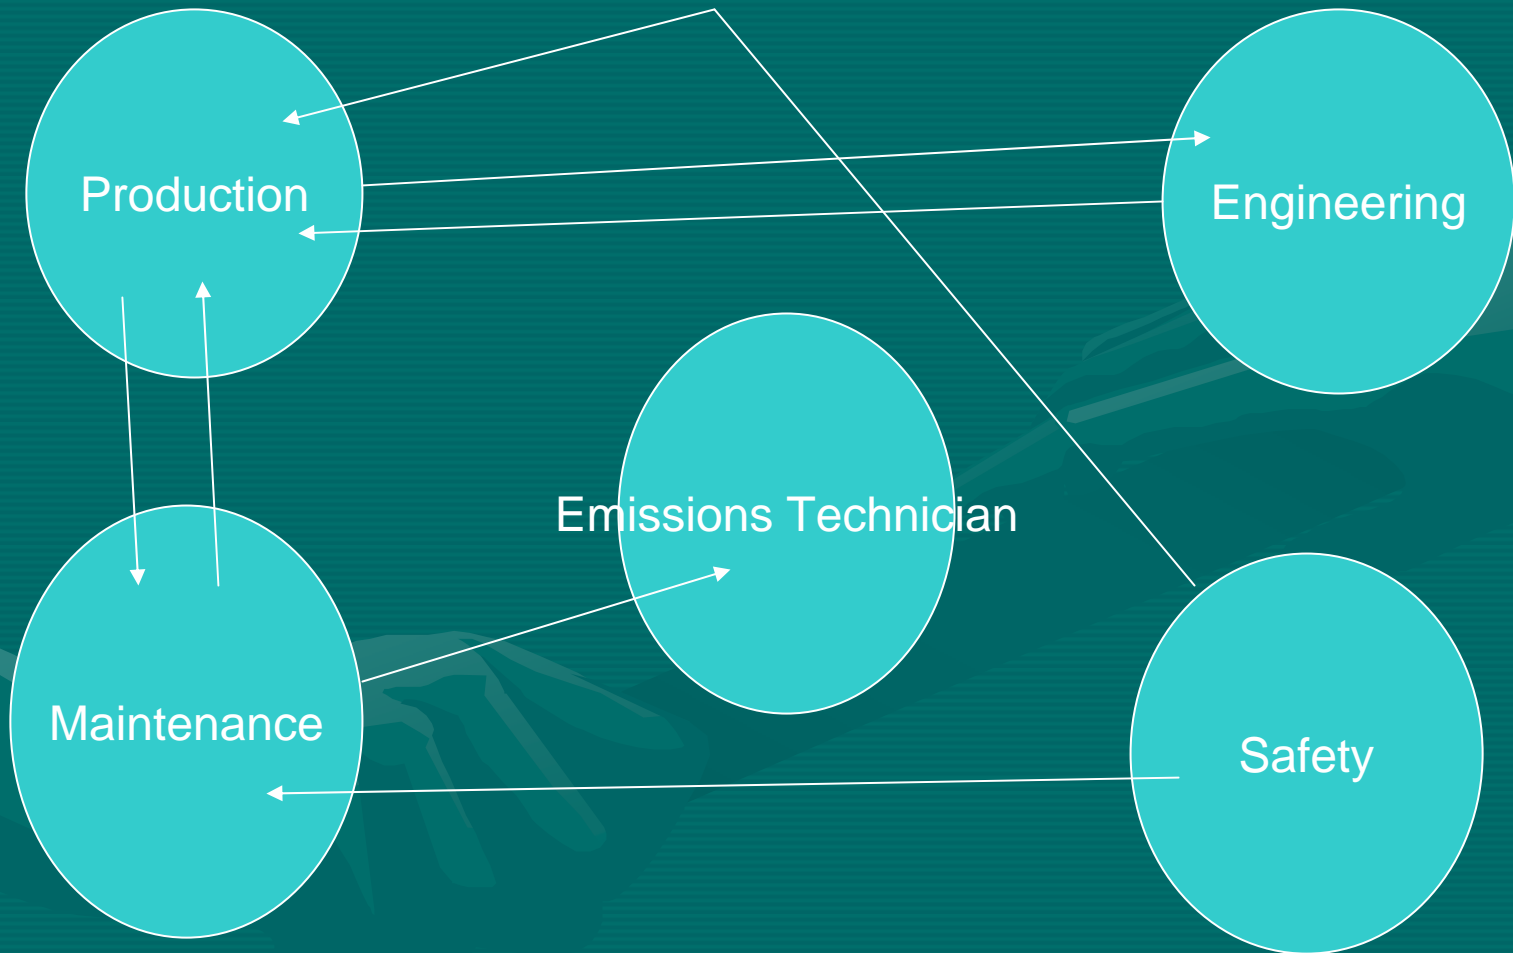 Production
Engineering
Emissions Technician
Maintenance
Safety